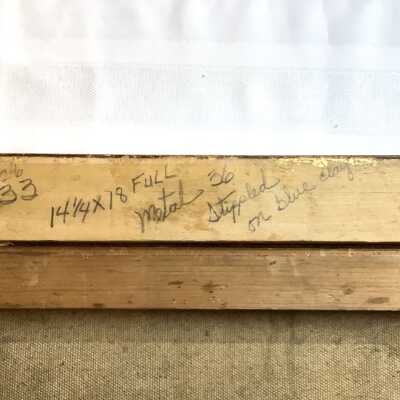 33
14 1/4 X 18 FULL
Metal 36
Stippled
on blue clay